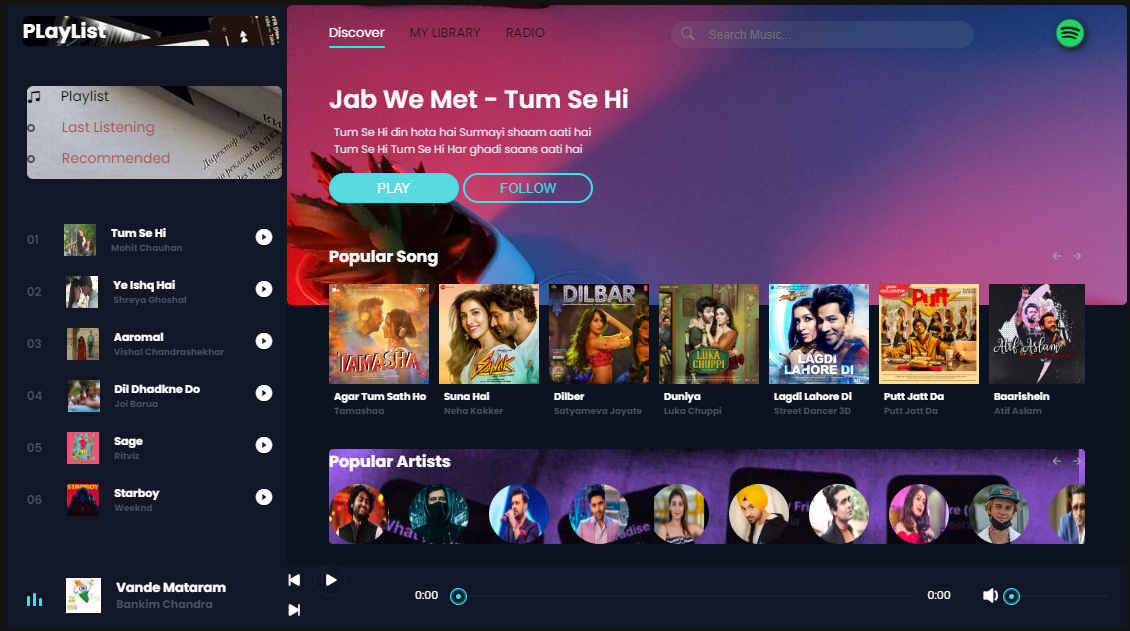 PLayList
Playlist
Last Listening
Recommended
01
Tum Se Hi
Mohit Chauhan
02
Ye Ishq Hai
Shreya Ghoshal
03
Aaromal
Vishal Chandrashekhar
04
Dil Dhadkne Do
Joi Barua
05
Sage
Ritviz
06
STARBOY
Starboy
Weeknd
Vande Mataram
Bankim Chandra
Discover
MY LIBRARY
RADIO
Search Music...
Jab We Met - Tum Se Hi
Tum Se Hi din hota hai Surmayi shaam aati hai
Tum Se Hi Tum Se Hi Har ghadi saans aati hai
PLAY
FOLLOW
Popular Song
TAMASHA
SANAK
DILBAR
LUKA
CHUPPI
LAGDI
LAHORE DI
Putt
Atif Aslam
Agar Tum Sath Ho
Tamashaa
Suna Hai
Neha Kakker
Dilber
Satyameva Jayate
Duniya
Luka Chuppi
Lagdi Lahore Di
Street Dancer 3D
Putt Jatt Da
Putt Jatt Da
Baarishein
Atif Aslam
Popular Artists
0:00
0:00